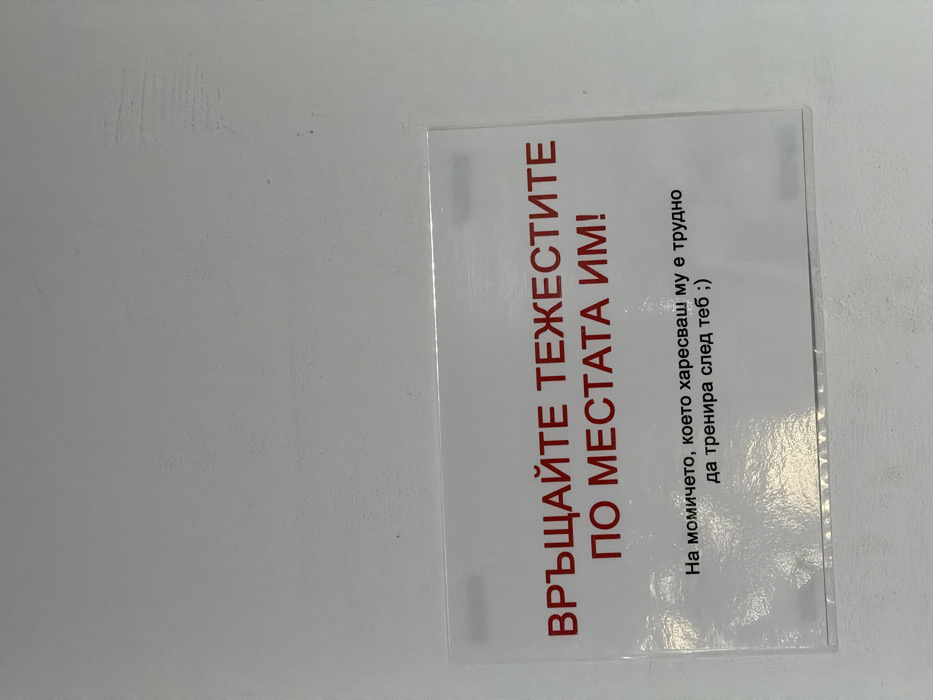 ВРЪЩАЙТЕ ТЕЖЕСТИТЕ
ПО МЕСТАТА ИМ!
На момичето, което харесваш му е трудно
да тренира след теб ;)